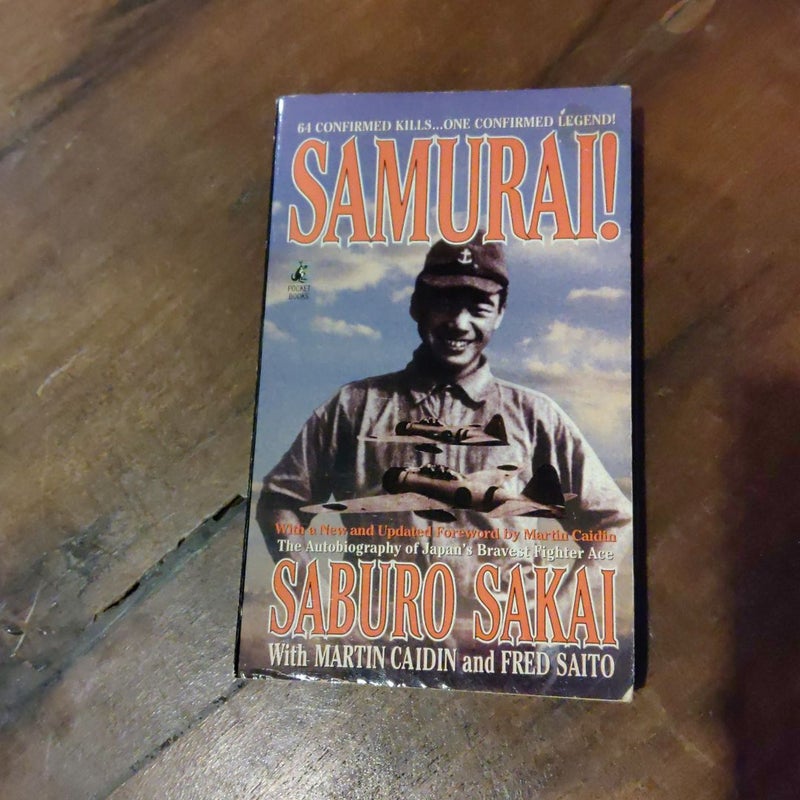 64 CONFIRMED KILLS...ONE CONFIRMED LEGEND!
SAMURAI!
POCKET
BOOKS
With a New and Updated Foreword by Martin Caidin
The Autobiography of Japan's Bravest Fighter Ace
SABURO SAKAI
With MARTIN CAIDIN and FRED SAITO